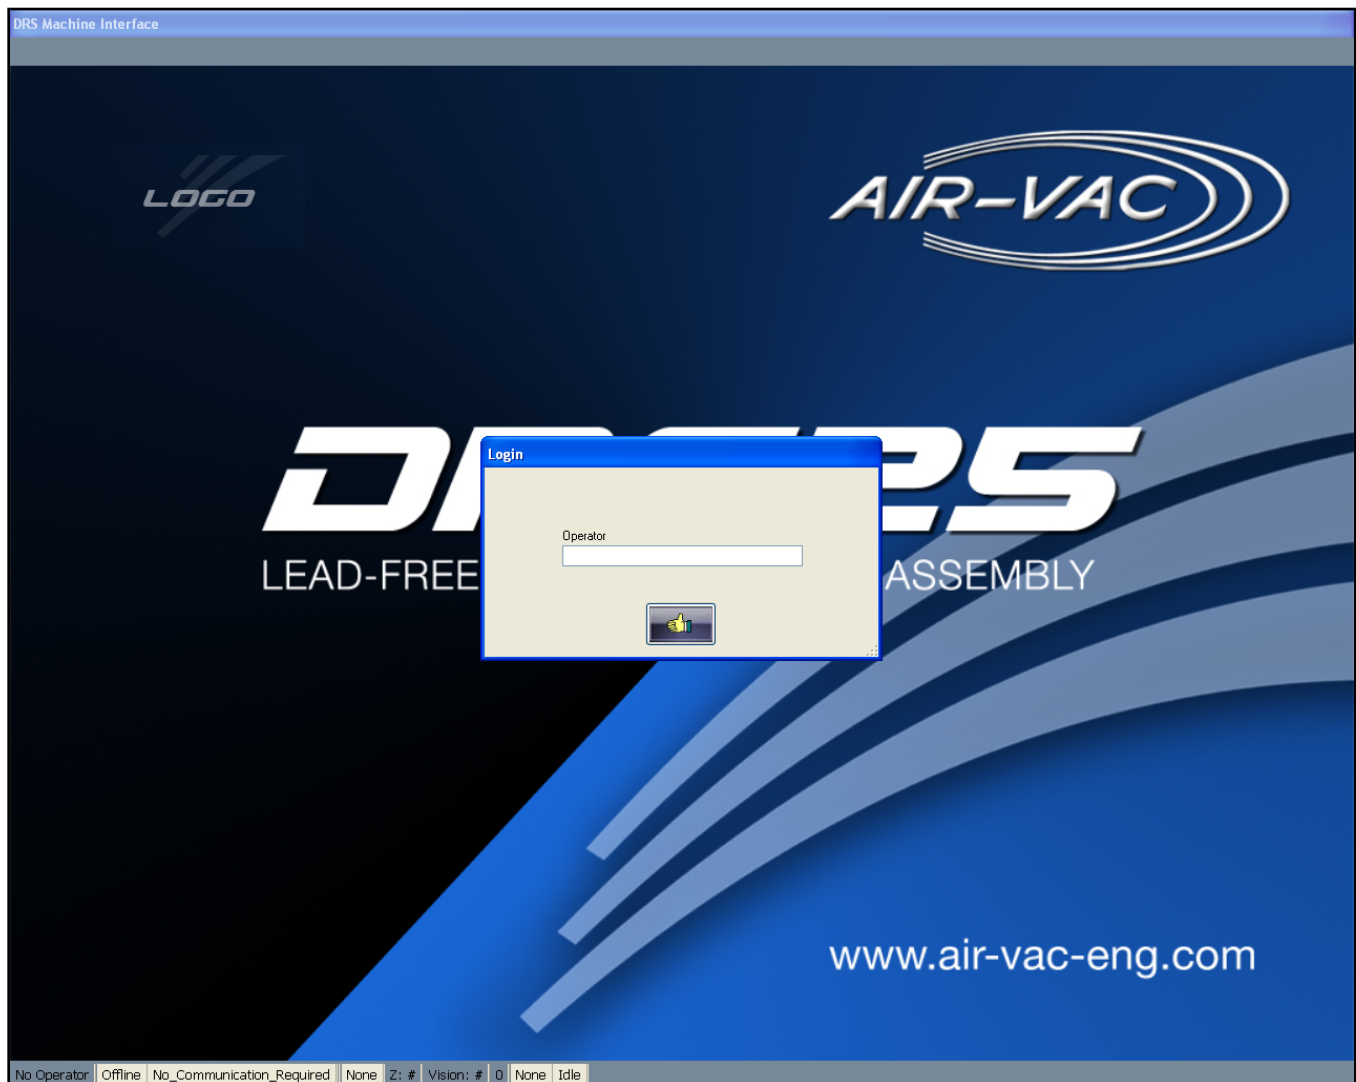 DRS Machine Interface
LOGO
AIR-VAC
Login
Operator
LEAD-FREE ASSEMBLY
www.air-vac-eng.com
No Operator Offline No_Communication_Required None Z: # Vision: # 0 None Idle